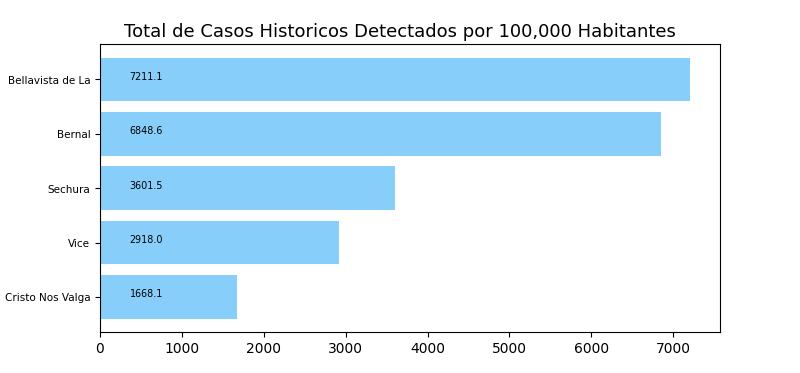 Total de Casos Historicos Detectados por 100,000 Habitantes
Bellavista de La
7211.1
Bernal
6848.6
Sechura
3601.5
Vice
2918.0
Cristo Nos Valga
1668.1
0 1000 2000 3000 4000 5000 6000 7000